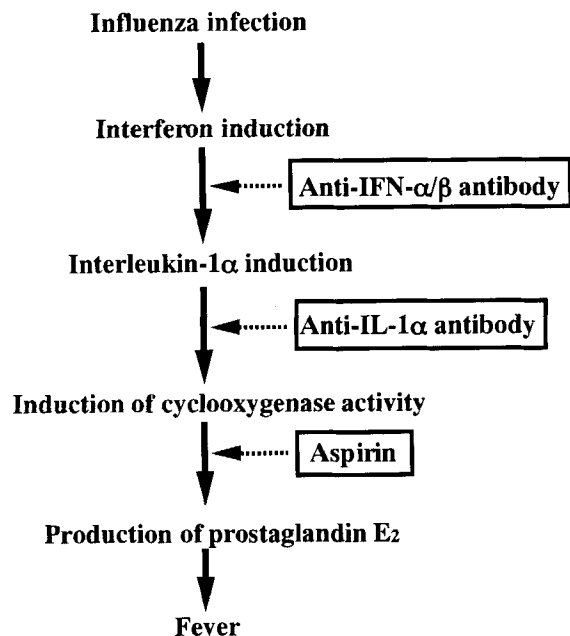 Influenza infection
Interferon induction
Anti-IFN-α/β antibody
Interleukin-1α induction
Anti-IL-1α antibody
Induction of cyclooxygenase activity
Aspirin
Production of prostaglandin E₂
Fever